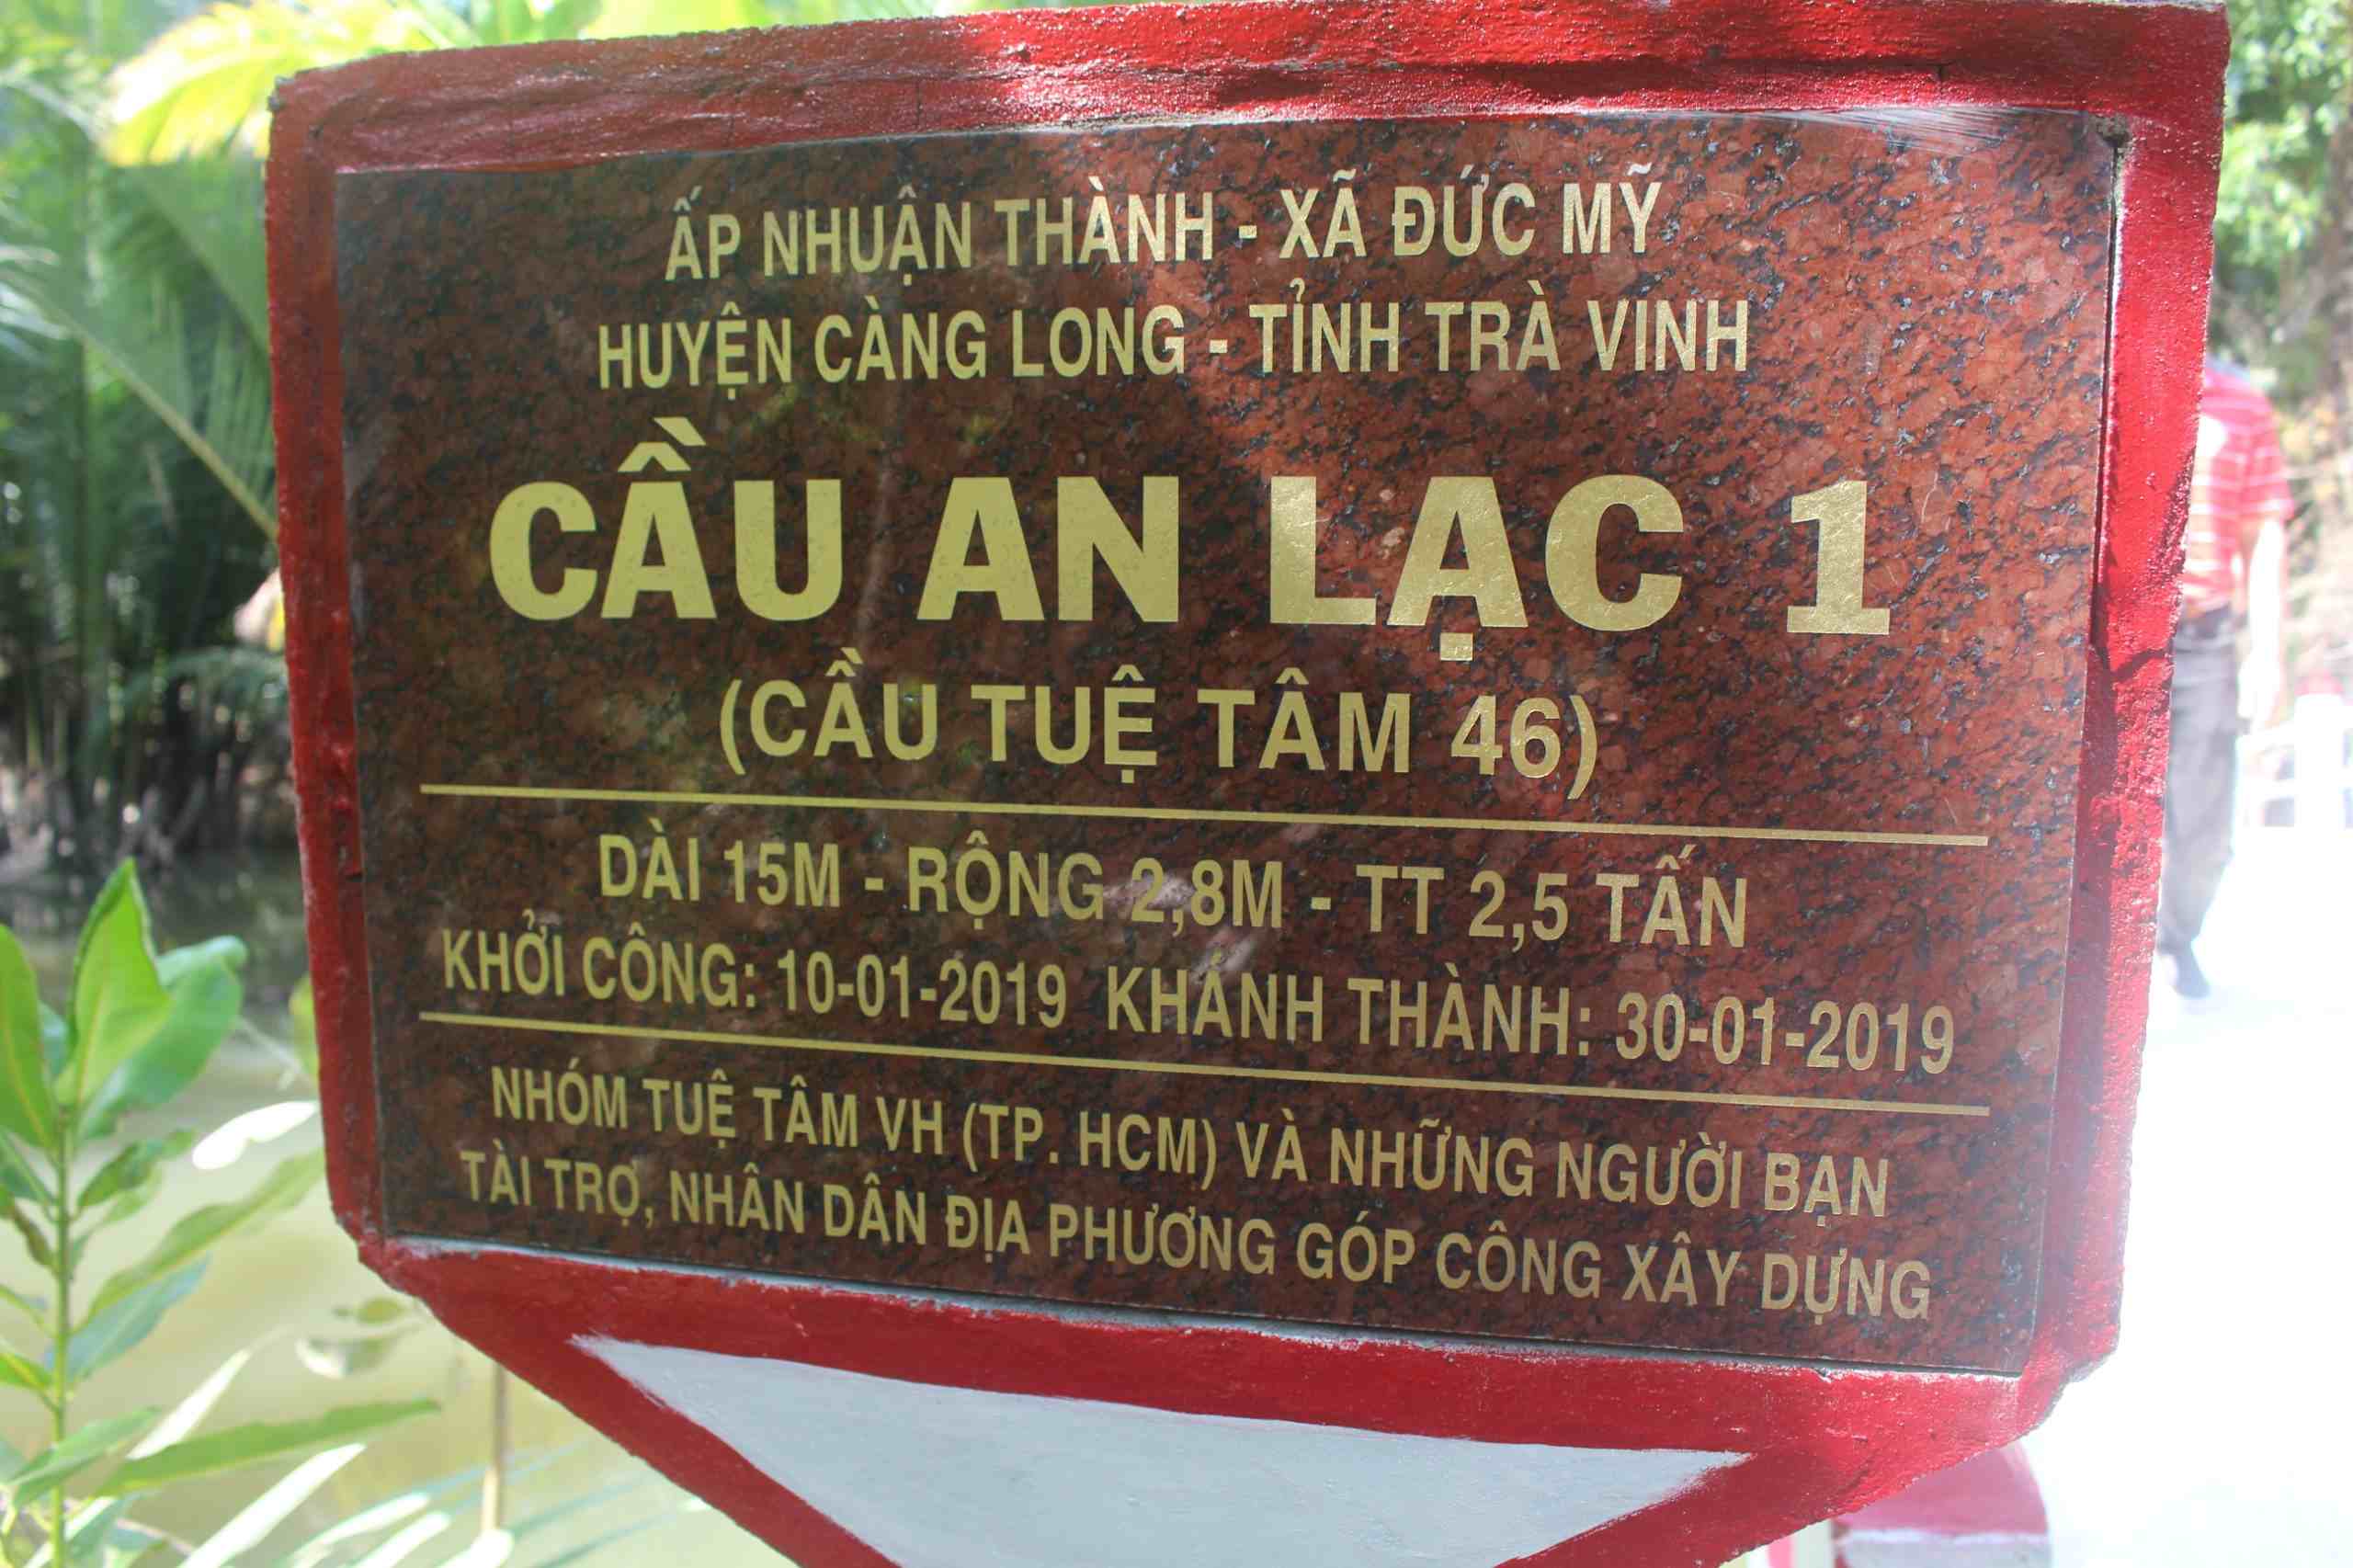 ẤP NHUẬN THÀNH - XÃ ĐỨC MỸ
HUYỆN CÀNG LONG - TỈNH TRÀ VINH
CẦU AN LẠC 1
(CẦU TUỆ TÂM 46)
DÀI 15M - RỘNG 2,8M - TT 2,5 TẤN
KHỞI CÔNG: 10-01-2019 KHÁNH THÀNH: 30-01-2019
NHÓM TUỆ TÂM VH (TP. HCM) VÀ NHỮNG NGƯỜI BẠN
TÀI TRỢ, NHÂN DÂN ĐỊA PHƯƠNG GÓP CÔNG XÂY DỰNG